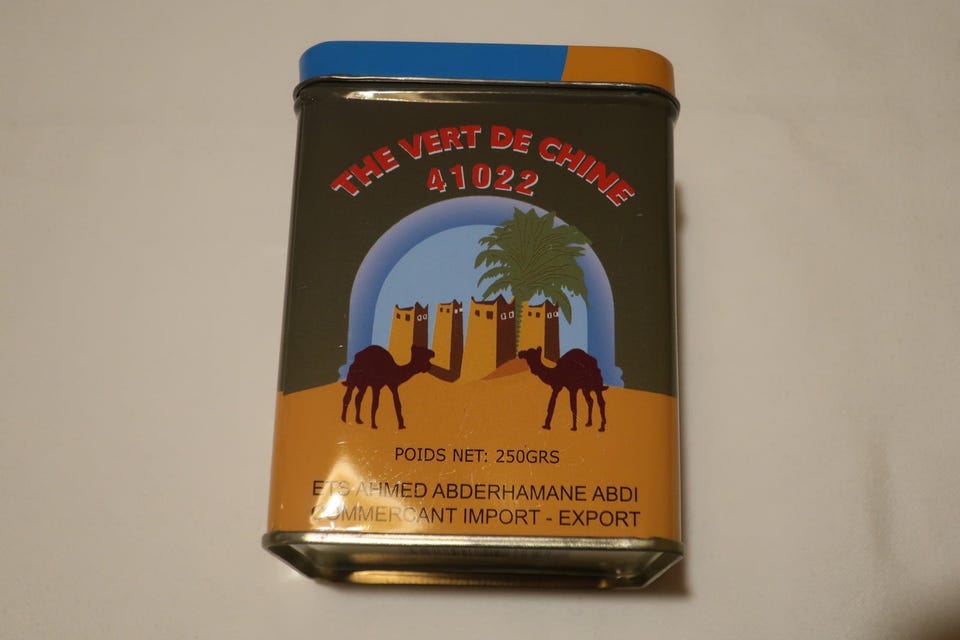 THE VERT DE CHINE
41022
POIDS NET: 250GRS
ETS AHMED ABDERHAMANE ABDI
COMMERCANT IMPORT - EXPORT